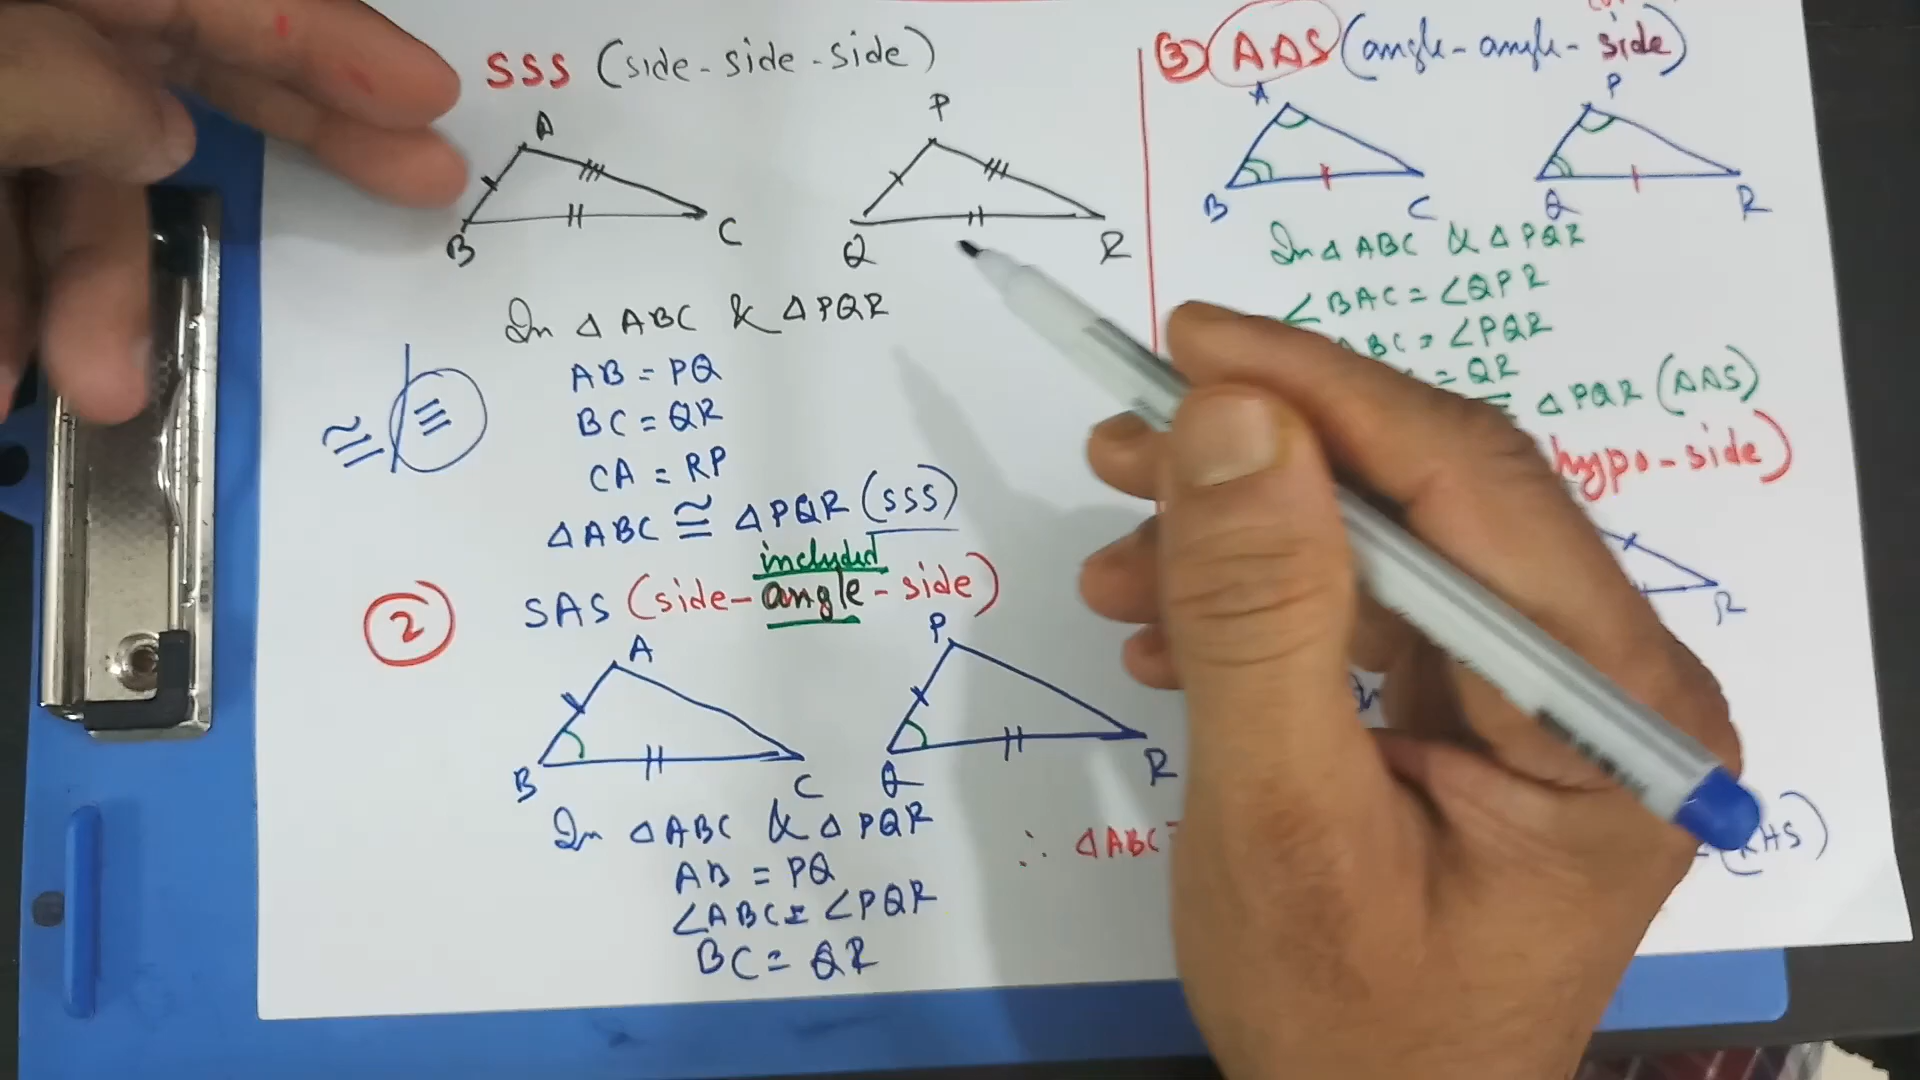 SSS (side-side-side)
A
B
C
P
Q
R
In △ ABC & △ PQR
AB = PQ
BC = QR
CA = RP
≅
≡
△ABC ≅ △PQR (SSS)
included
2 SAS (side-angle-side)
A
B
C
P
Q
R
In △ABC & △PQR
AB = PQ
∠ABC = ∠PQR
BC = QR
∴ △ABC
3 AAS (angle-angle-side)
A
B
C
P
Q
R
In △ ABC & △ PQR
∠BAC = ∠QPR
BC = ∠PQR
= QR
△PQR (AAS)
hypo-side)
R
(RHS)